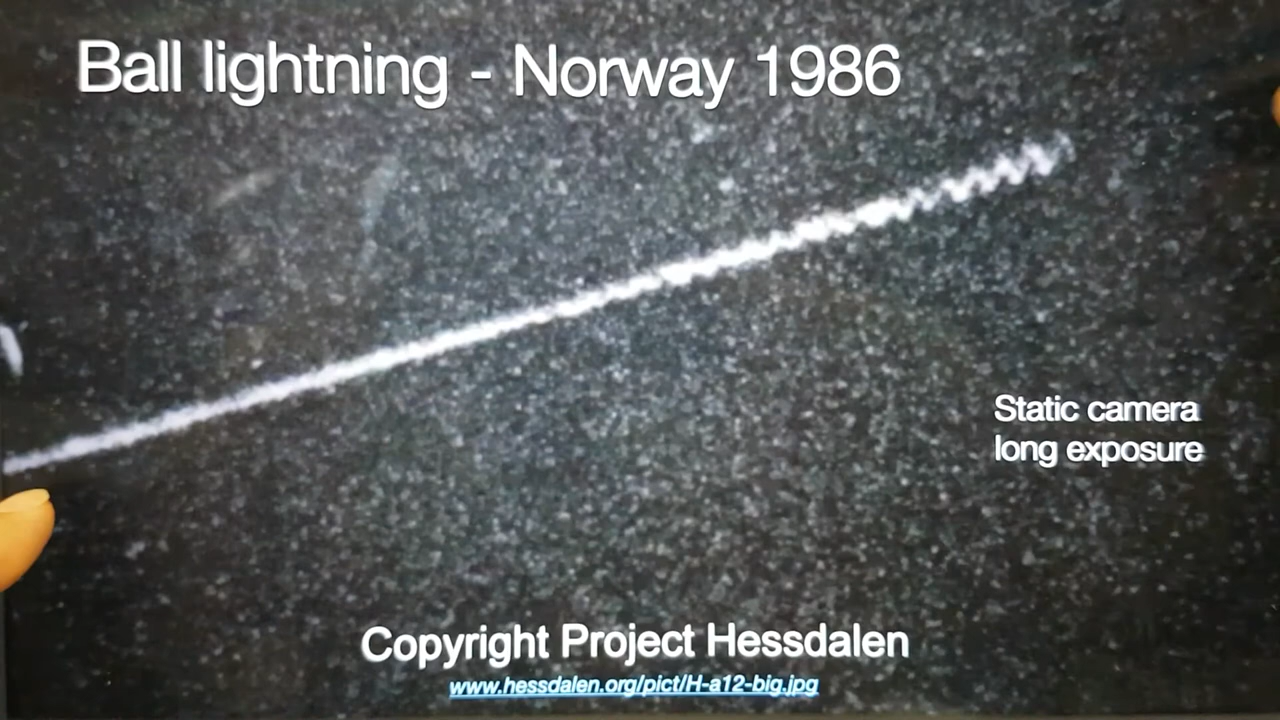 Ball lightning - Norway 1986
Static camera
long exposure
Copyright Project Hessdalen
www.hessdalen.org/pict/H-a12-big.jpg